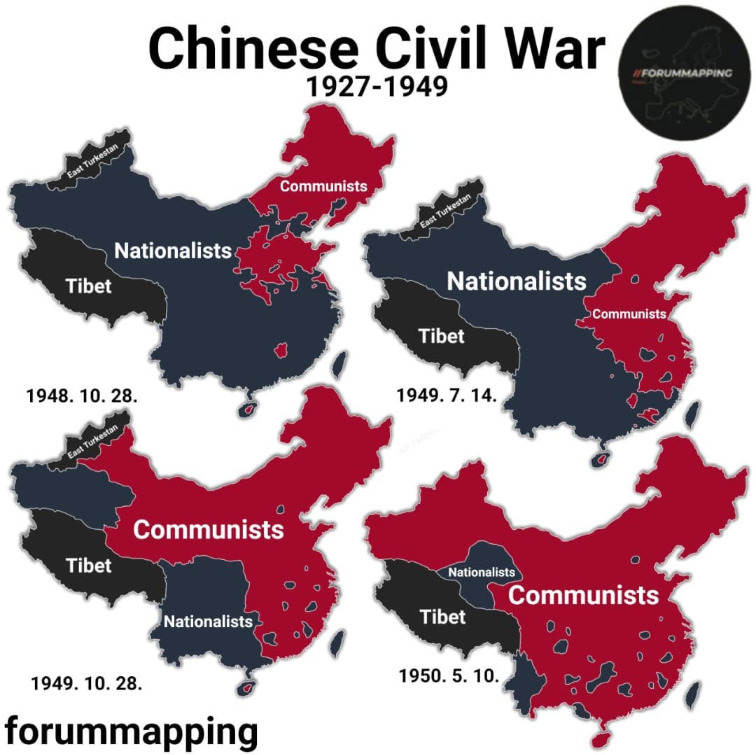 Chinese Civil War
1927-1949
//FORUMMAPPING
East Turkestan
Communists
Nationalists
Tibet
1948. 10. 28.
East Turkestan
Nationalists
Communists
Tibet
1949. 7. 14.
East Turkestan
Communists
Tibet
Nationalists
1949. 10. 28.
Nationalists
Communists
Tibet
1950. 5. 10.
forummapping